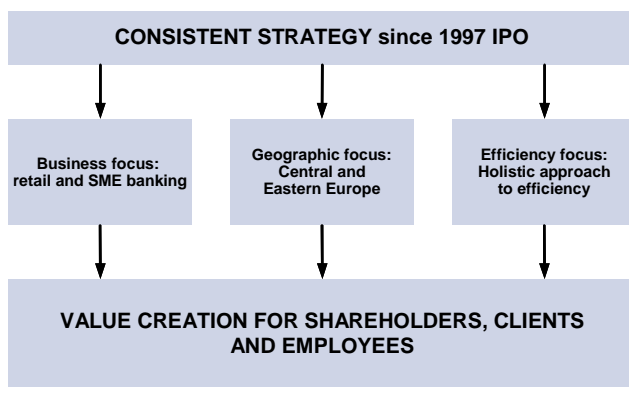 CONSISTENT STRATEGY since 1997 IPO
Business focus:
retail and SME banking
Geographic focus:
Central and
Eastern Europe
Efficiency focus:
Holistic approach
to efficiency
VALUE CREATION FOR SHAREHOLDERS, CLIENTS
AND EMPLOYEES